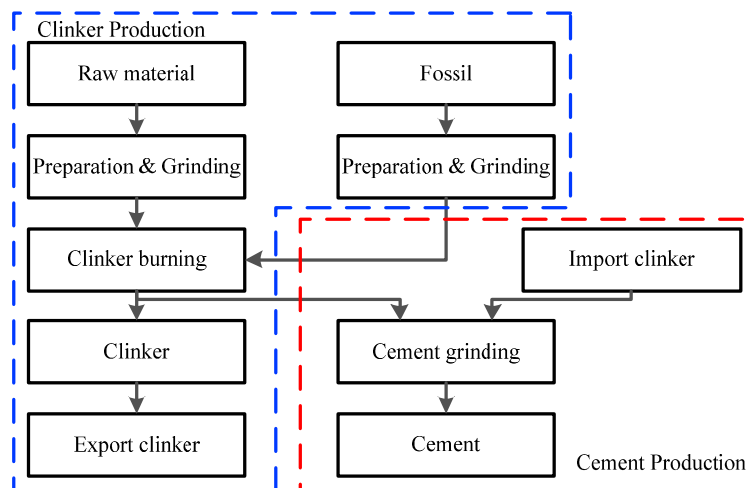 Clinker Production
Raw material
Fossil
Preparation & Grinding
Preparation & Grinding
Clinker burning
Import clinker
Clinker
Cement grinding
Export clinker
Cement
Cement Production